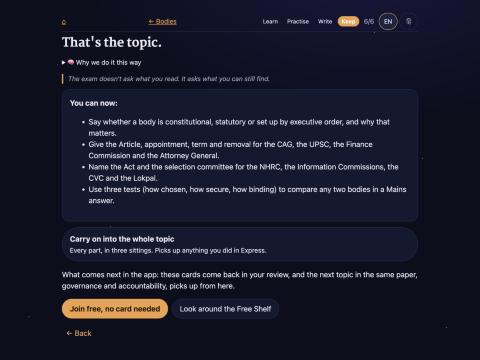 ← Bodies
Learn Practise Write Keep 6/6 EN
That's the topic.
Why we do it this way
The exam doesn't ask what you read. It asks what you can still find.
You can now:
• Say whether a body is constitutional, statutory or set up by executive order, and why that
matters.
• Give the Article, appointment, term and removal for the CAG, the UPSC, the Finance
Commission and the Attorney General.
• Name the Act and the selection committee for the NHRC, the Information Commissions, the
CVC and the Lokpal.
• Use three tests (how chosen, how secure, how binding) to compare any two bodies in a Mains
answer.
Carry on into the whole topic
Every part, in three sittings. Picks up anything you did in Express.
What comes next in the app: these cards come back in your review, and the next topic in the same paper,
governance and accountability, picks up from here.
Join free, no card needed
Look around the Free Shelf
← Back